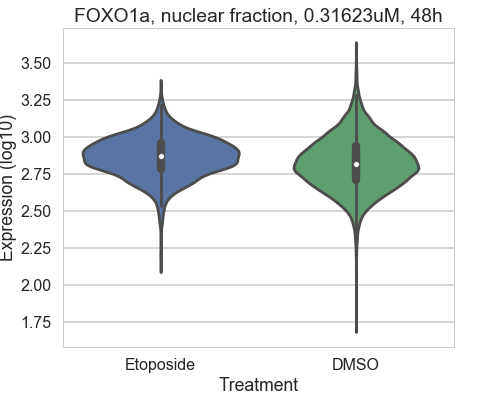 FOXO1a, nuclear fraction, 0.31623uM, 48h
3.50
3.25
3.00
2.75
2.50
2.25
2.00
1.75
Expression (log10)
Etoposide
DMSO
Treatment